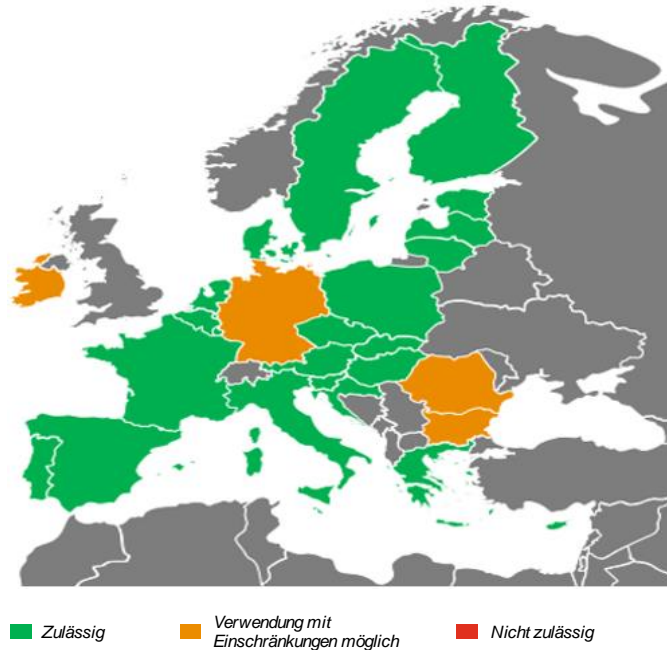 Zulässig
Verwendung mit
Einschränkungen möglich
Nicht zulässig